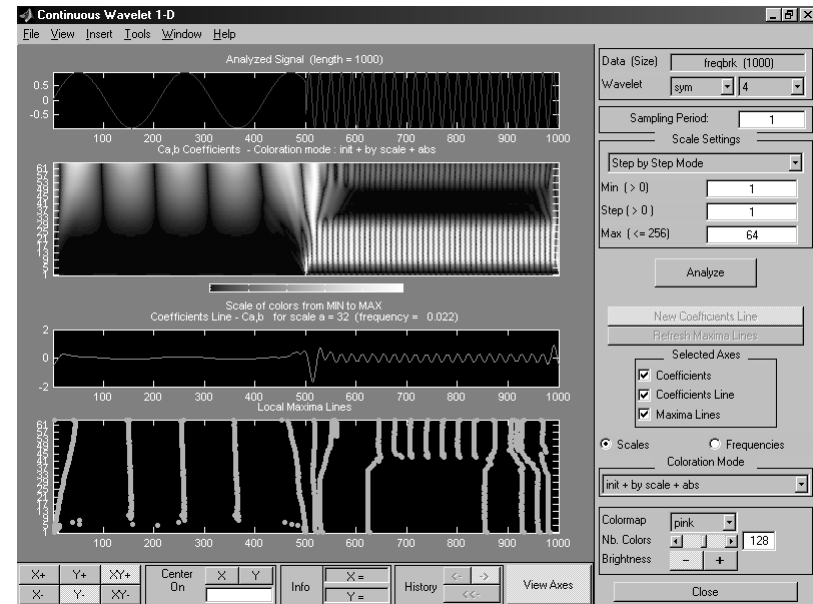 Continuous Wavelet 1-D
File View Insert Tools Window Help
Analyzed Signal (length = 1000)
0.5
0
-0.5
100 200 300 400 500 600 700 800 900 1000
Ca,b Coefficients - Coloration mode : init + by scale + abs
Scale of colors from MIN to MAX
Coefficients Line - Ca,b for scale a = 32 (frequency = 0.022)
2
0
-2
100 200 300 400 500 600 700 800 900 1000
Local Maxima Lines
100 200 300 400 500 600 700 800 900 1000
Data (Size) freqbrk (1000)
Wavelet sym 4
Sampling Period: 1
Scale Settings
Step by Step Mode
Min ( > 0) 1
Step ( > 0 ) 1
Max ( <= 256) 64
Analyze
New Coefficients Line
Refresh Maxima Lines
Selected Axes
Coefficients
Coefficients Line
Maxima Lines
Scales Frequencies
Coloration Mode
init + by scale + abs
Colormap pink
Nb. Colors 128
Brightness - +
Close
X+ Y+ XY+
X- Y- XY-
Center On X Y
Info X = Y =
History <- -> <<-
View Axes